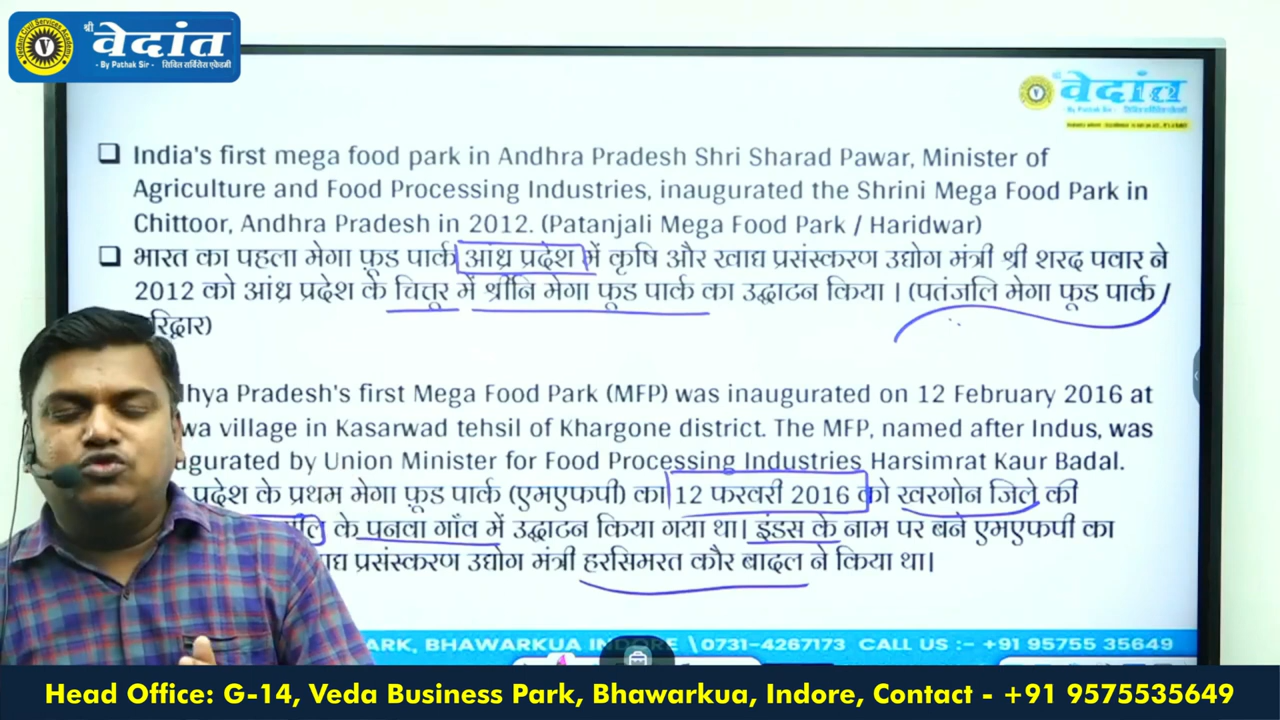 श्री वेदांत
- By Pathak Sir - सिविल सर्विसेस एकेडमी
वेदांत
By Pathak Sir
India's first mega food park in Andhra Pradesh Shri Sharad Pawar, Minister of
Agriculture and Food Processing Industries, inaugurated the Shrini Mega Food Park in
Chittoor, Andhra Pradesh in 2012. (Patanjali Mega Food Park / Haridwar)
भारत का पहला मेगा फूड पार्क आंध्र प्रदेश में कृषि और खाद्य प्रसंस्करण उद्योग मंत्री श्री शरद पवार ने
2012 को आंध्र प्रदेश के चित्तूर में श्रीनि मेगा फूड पार्क का उद्घाटन किया । (पतंजलि मेगा फूड पार्क /
रिद्वार)
dhya Pradesh's first Mega Food Park (MFP) was inaugurated on 12 February 2016 at
wa village in Kasarwad tehsil of Khargone district. The MFP, named after Indus, was
ugurated by Union Minister for Food Processing Industries Harsimrat Kaur Badal.
प्रदेश के प्रथम मेगा फ़ूड पार्क (एमएफपी) का 12 फरवरी 2016 को खरगोन जिले की
के पनवा गाँव में उद्घाटन किया गया था। इंडस के नाम पर बने एमएफपी का
द्य प्रसंस्करण उद्योग मंत्री हरसिमरत कौर बादल ने किया था।
ARK, BHAWARKUA INDORE \0731-4267173 CALL US :- +91 95755 35649
Head Office: G-14, Veda Business Park, Bhawarkua, Indore, Contact - +91 9575535649